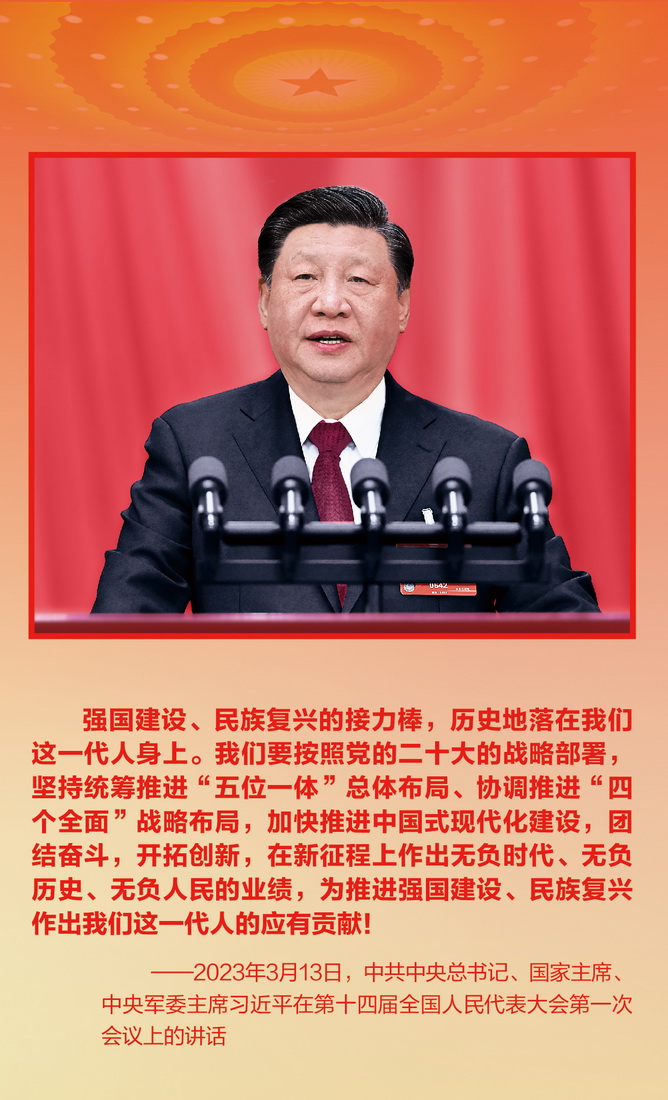 0542
强国建设、民族复兴的接力棒，历史地落在我们
这一代人身上。我们要按照党的二十大的战略部署，
坚持统筹推进“五位一体”总体布局、协调推进“四
个全面”战略布局，加快推进中国式现代化建设，团
结奋斗，开拓创新，在新征程上作出无负时代、无负
历史、无负人民的业绩，为推进强国建设、民族复兴
作出我们这一代人的应有贡献！
——2023年3月13日，中共中央总书记、国家主席、
中央军委主席习近平在第十四届全国人民代表大会第一次
会议上的讲话